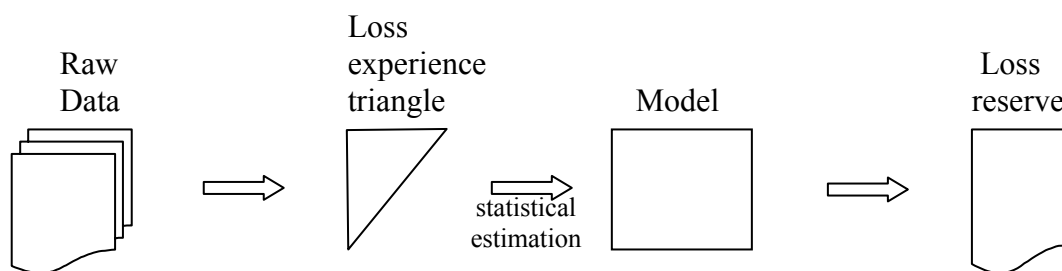 Raw
Data
Loss
experience
triangle
statistical
estimation
Model
Loss
reserve